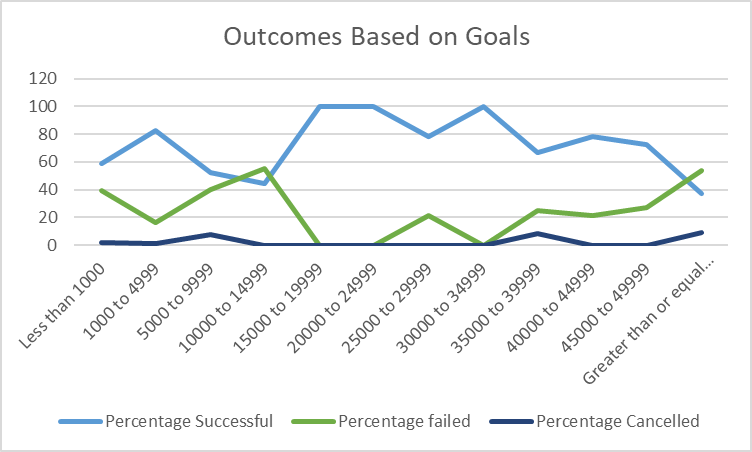 Outcomes Based on Goals
120
100
80
60
40
20
0
Less than 1000
1000 to 4999
5000 to 9999
10000 to 14999
15000 to 19999
20000 to 24999
25000 to 29999
30000 to 34999
35000 to 39999
40000 to 44999
45000 to 49999
Greater than or equal...
Percentage Successful
Percentage failed
Percentage Cancelled